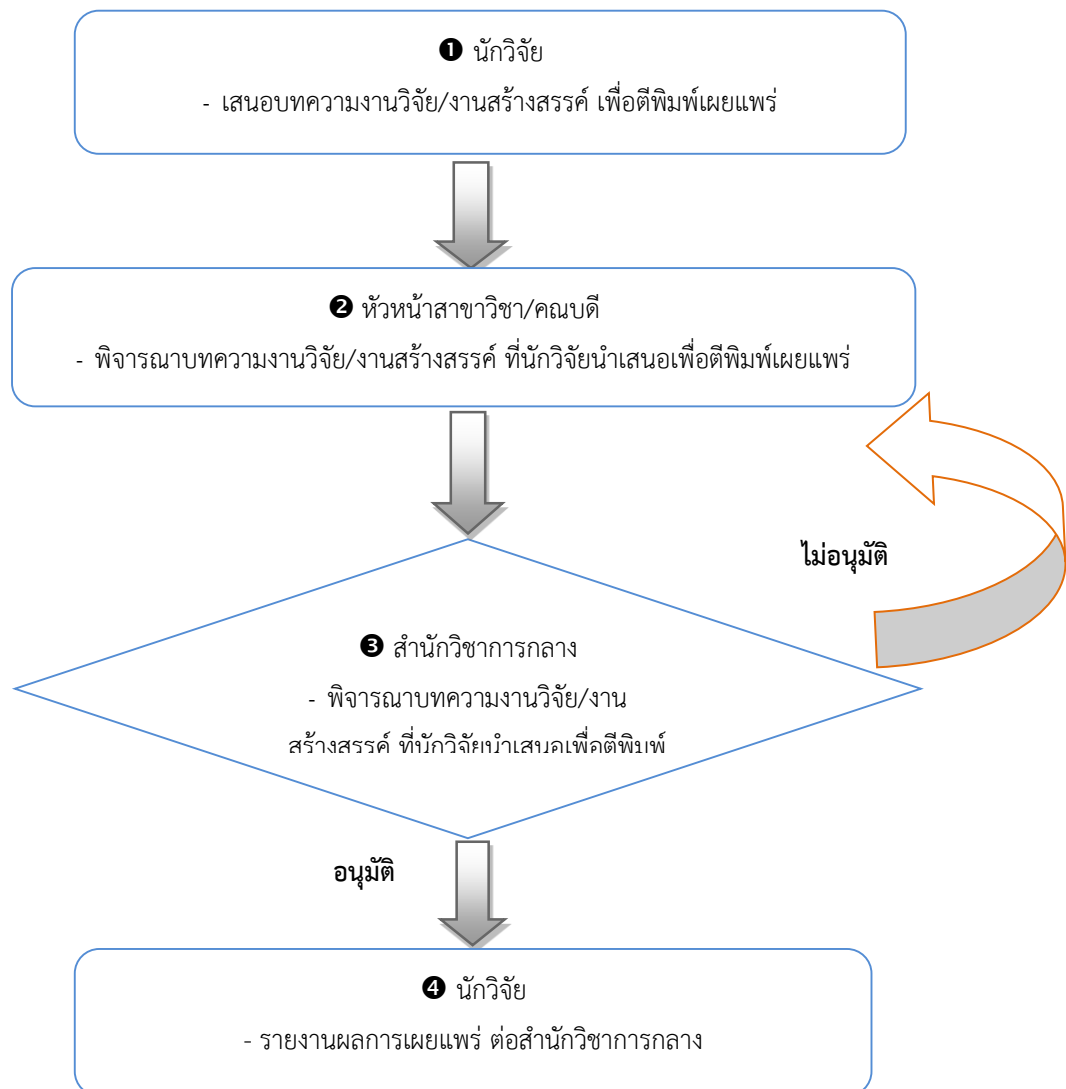 ❶ นักวิจัย
- เสนอบทความงานวิจัย/งานสร้างสรรค์ เพื่อตีพิมพ์เผยแพร่
❷ หัวหน้าสาขาวิชา/คณบดี
- พิจารณาบทความงานวิจัย/งานสร้างสรรค์ ที่นักวิจัยนำเสนอเพื่อตีพิมพ์เผยแพร่
ไม่อนุมัติ
❸ สำนักวิชาการกลาง
- พิจารณาบทความงานวิจัย/งาน
สร้างสรรค์ ที่นักวิจัยนำเสนอเพื่อตีพิมพ์
อนุมัติ
❹ นักวิจัย
- รายงานผลการเผยแพร่ ต่อสำนักวิชาการกลาง